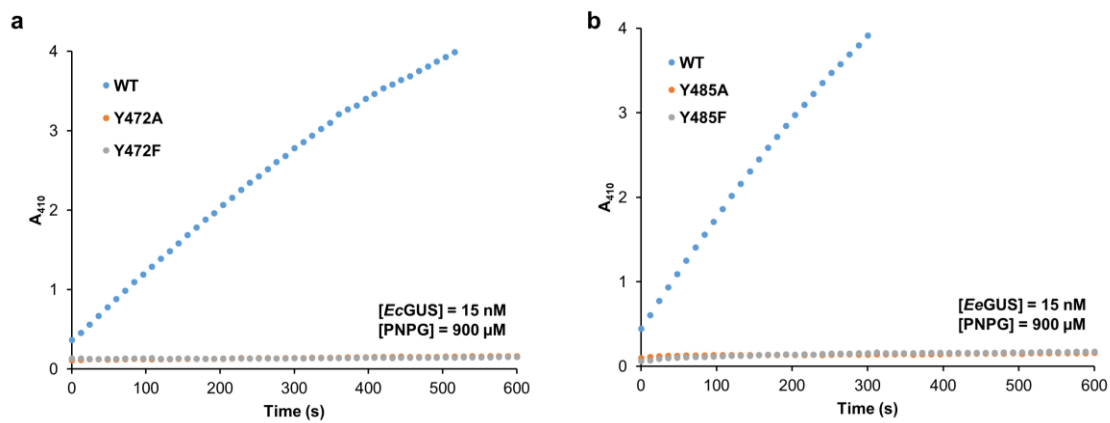 a
4
3
2
1
0
A410
WT
Y472A
Y472F
[EcGUS] = 15 nM
[PNPG] = 900 µM
0 100 200 300 400 500 600
Time (s)
b
4
3
2
1
0
A410
WT
Y485A
Y485F
[EeGUS] = 15 nM
[PNPG] = 900 µM
0 100 200 300 400 500 600
Time (s)